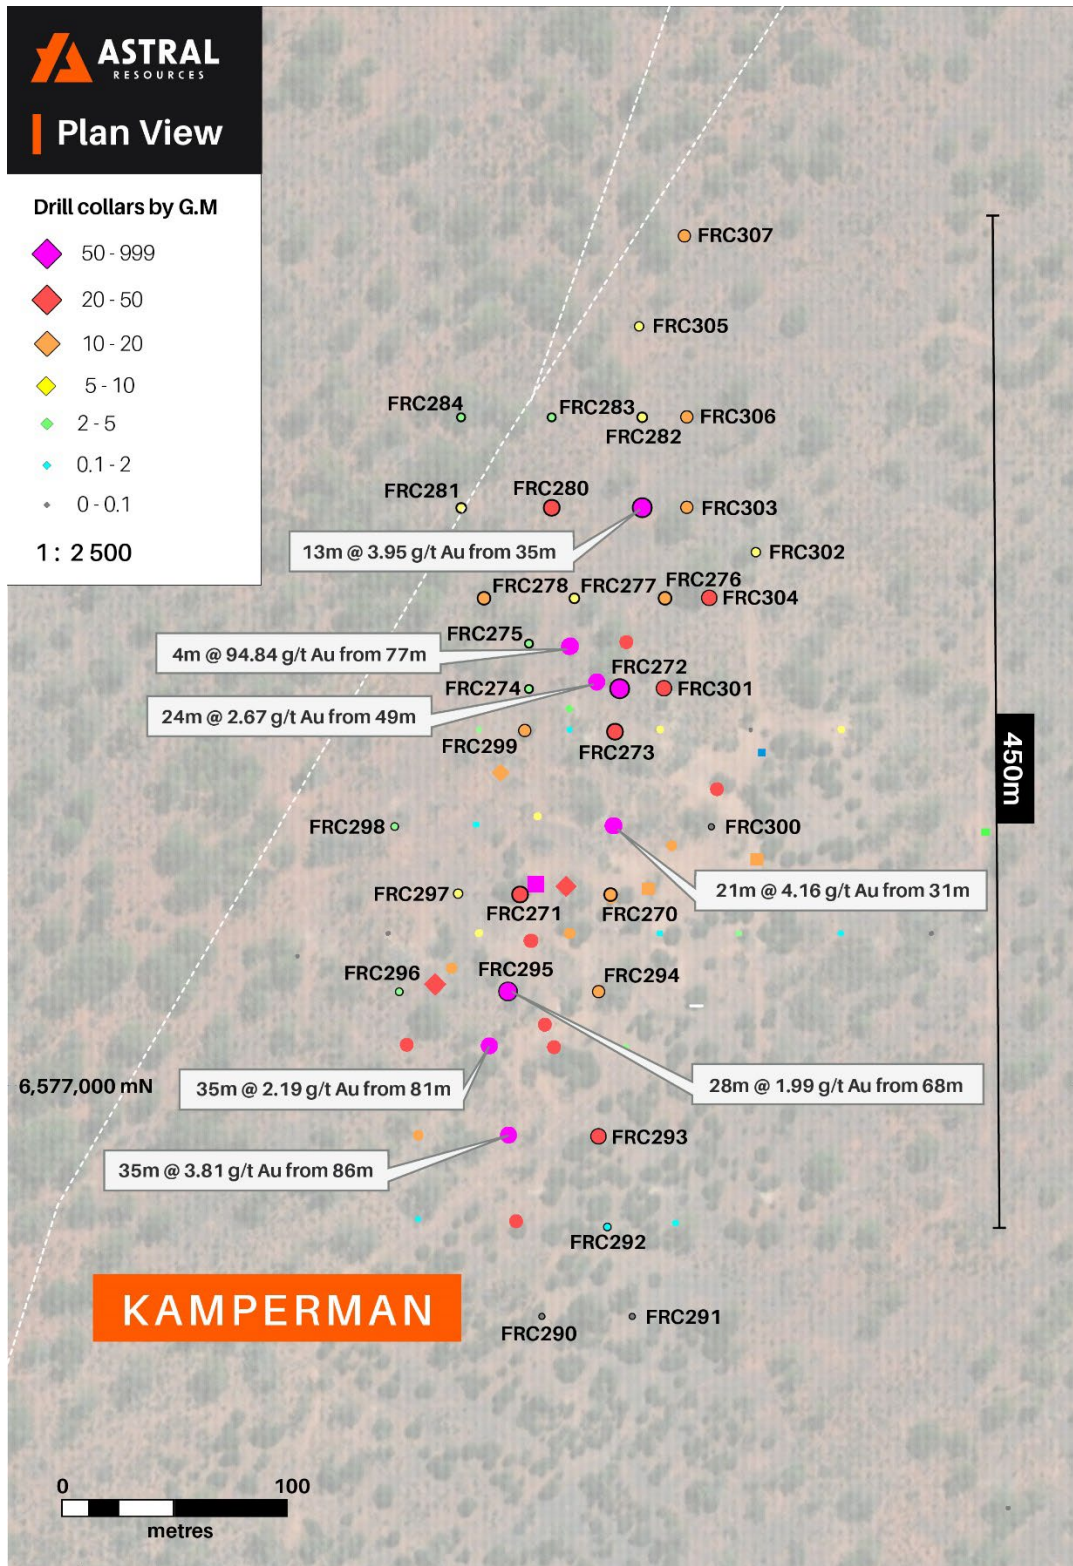 ASTRAL
RESOURCES
Plan View
Drill collars by G.M
50 - 999
20 - 50
10 - 20
5 - 10
2 - 5
0.1 - 2
0 - 0.1
1 : 2 500
FRC307
FRC305
FRC284
FRC283
FRC282
FRC306
FRC281
FRC280
FRC303
13m @ 3.95 g/t Au from 35m
FRC302
FRC278
FRC277
FRC276
FRC304
FRC275
4m @ 94.84 g/t Au from 77m
FRC272
FRC274
FRC301
24m @ 2.67 g/t Au from 49m
FRC299
FRC273
450m
FRC298
FRC300
21m @ 4.16 g/t Au from 31m
FRC297
FRC271
FRC270
FRC296
FRC295
FRC294
6,577,000 mN
35m @ 2.19 g/t Au from 81m
28m @ 1.99 g/t Au from 68m
FRC293
35m @ 3.81 g/t Au from 86m
FRC292
KAMPERMAN
FRC290
FRC291
0 100
metres